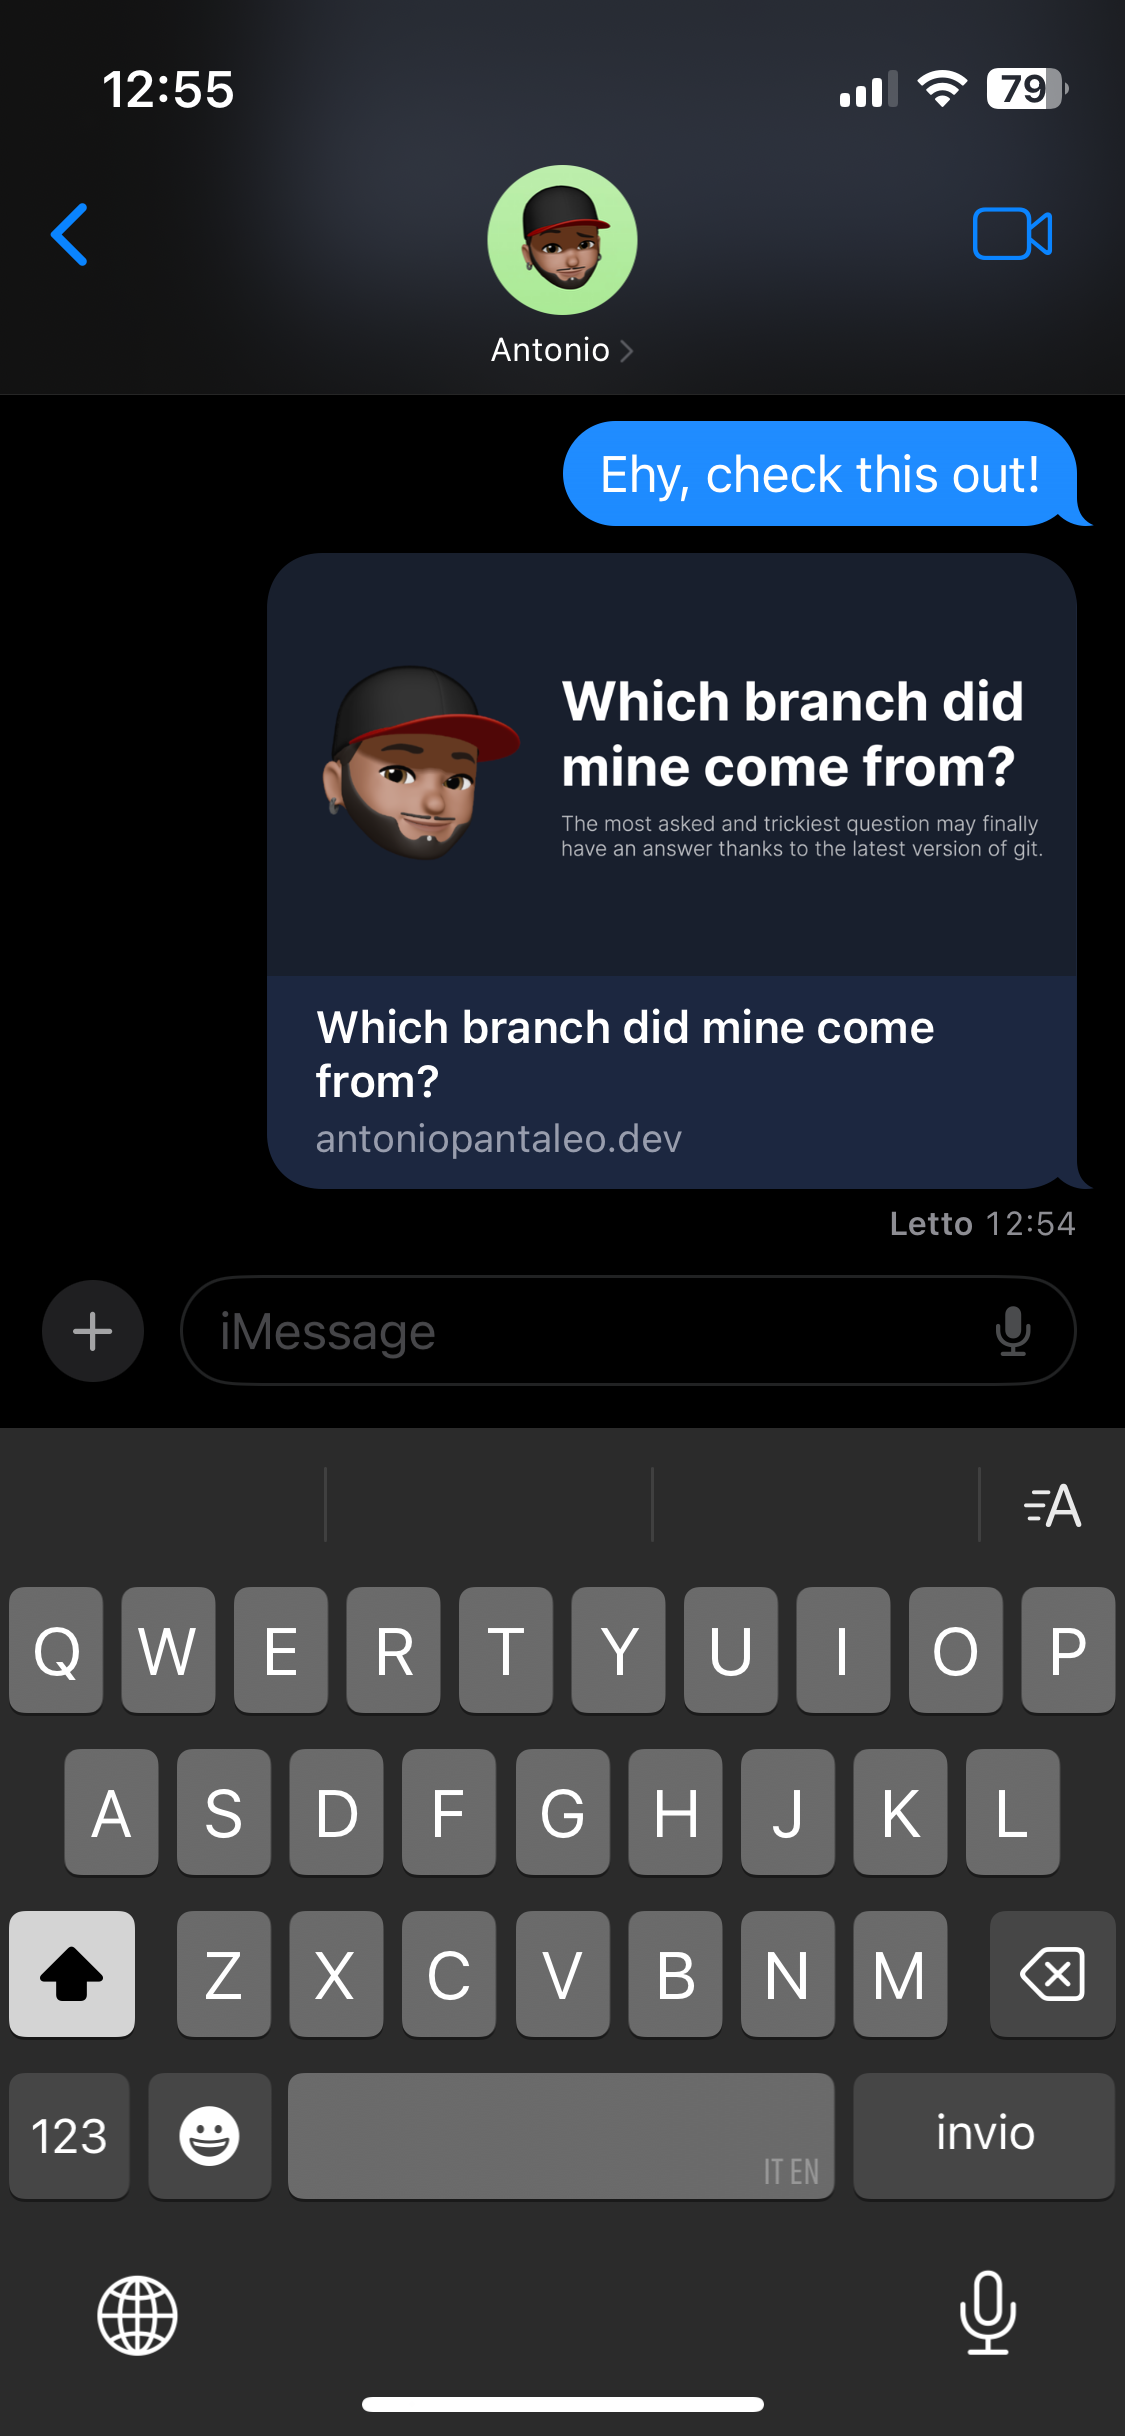 12:55
79
Antonio
Ehy, check this out!
Which branch did
mine come from?
The most asked and trickiest question may finally
have an answer thanks to the latest version of git.
Which branch did mine come
from?
antoniopantaleo.dev
Letto 12:54
iMessage
A
Q W E R T Y U I O P
A S D F G H J K L
Z X C V B N M
123
IT EN
invio